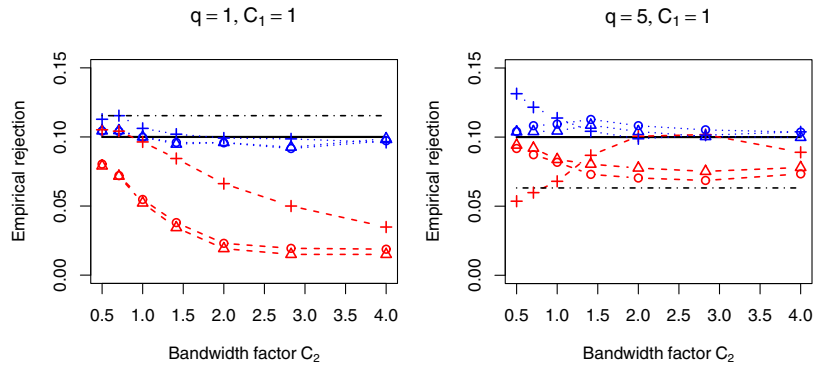 q = 1, C₁ = 1
Empirical rejection
0.15
0.10
0.05
0.00
0.5 1.0 1.5 2.0 2.5 3.0 3.5 4.0
Bandwidth factor C₂
q = 5, C₁ = 1
Empirical rejection
0.15
0.10
0.05
0.00
0.5 1.0 1.5 2.0 2.5 3.0 3.5 4.0
Bandwidth factor C₂